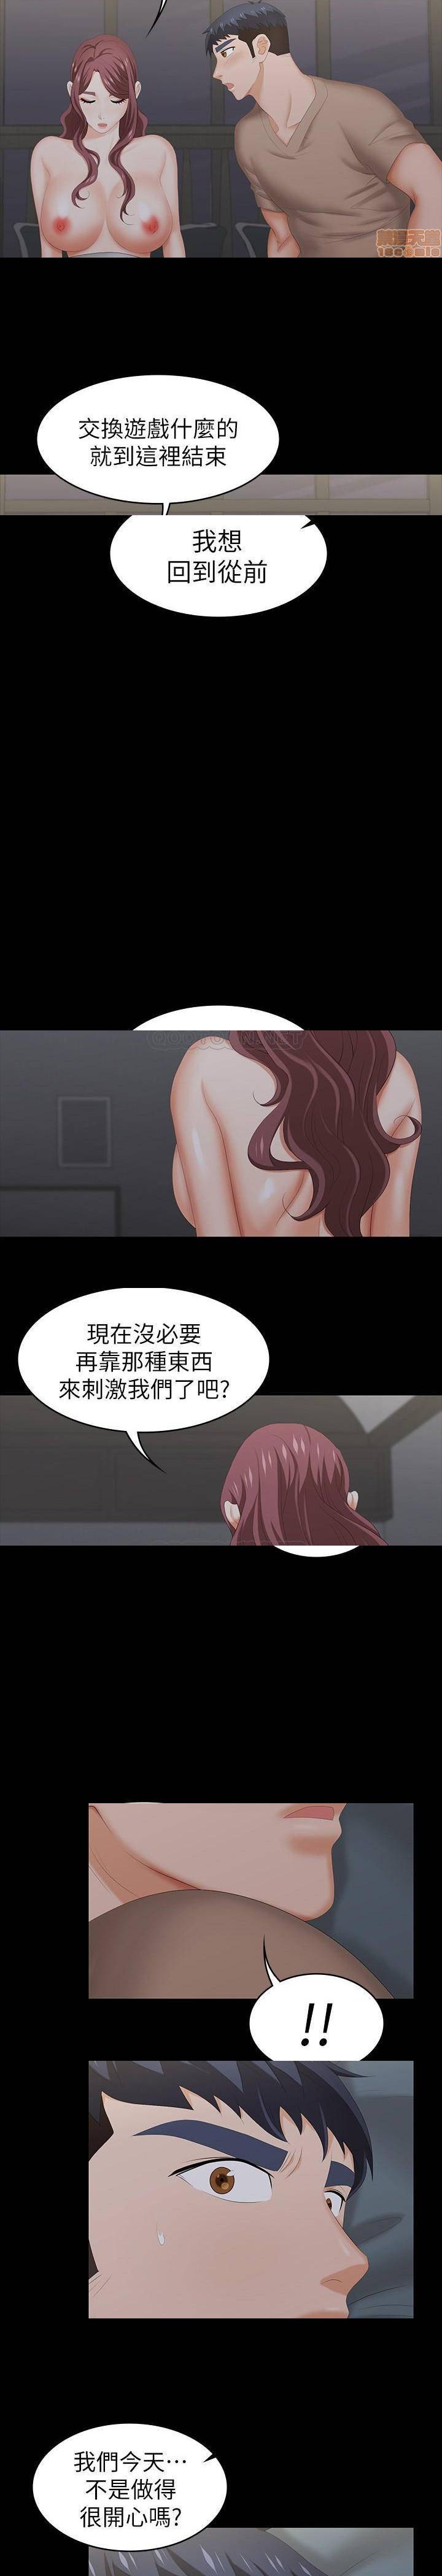 交換遊戲什麼的
就到這裡結束
我想
回到從前
現在沒必要
再靠那種東西
來刺激我們了吧?
!!
我們今天…
不是做得
很開心嗎?